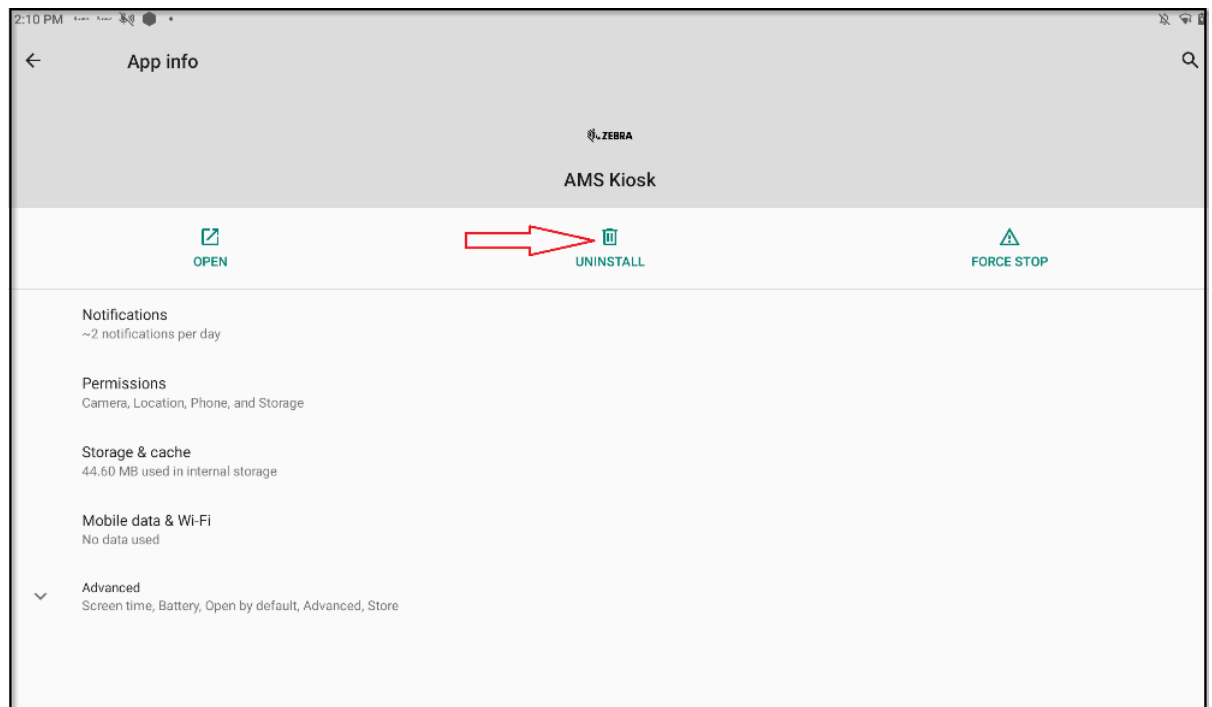 2:10 PM
App info
ZEBRA
AMS Kiosk
OPEN
UNINSTALL
FORCE STOP
Notifications
~2 notifications per day
Permissions
Camera, Location, Phone, and Storage
Storage & cache
44.60 MB used in internal storage
Mobile data & Wi-Fi
No data used
Advanced
Screen time, Battery, Open by default, Advanced, Store